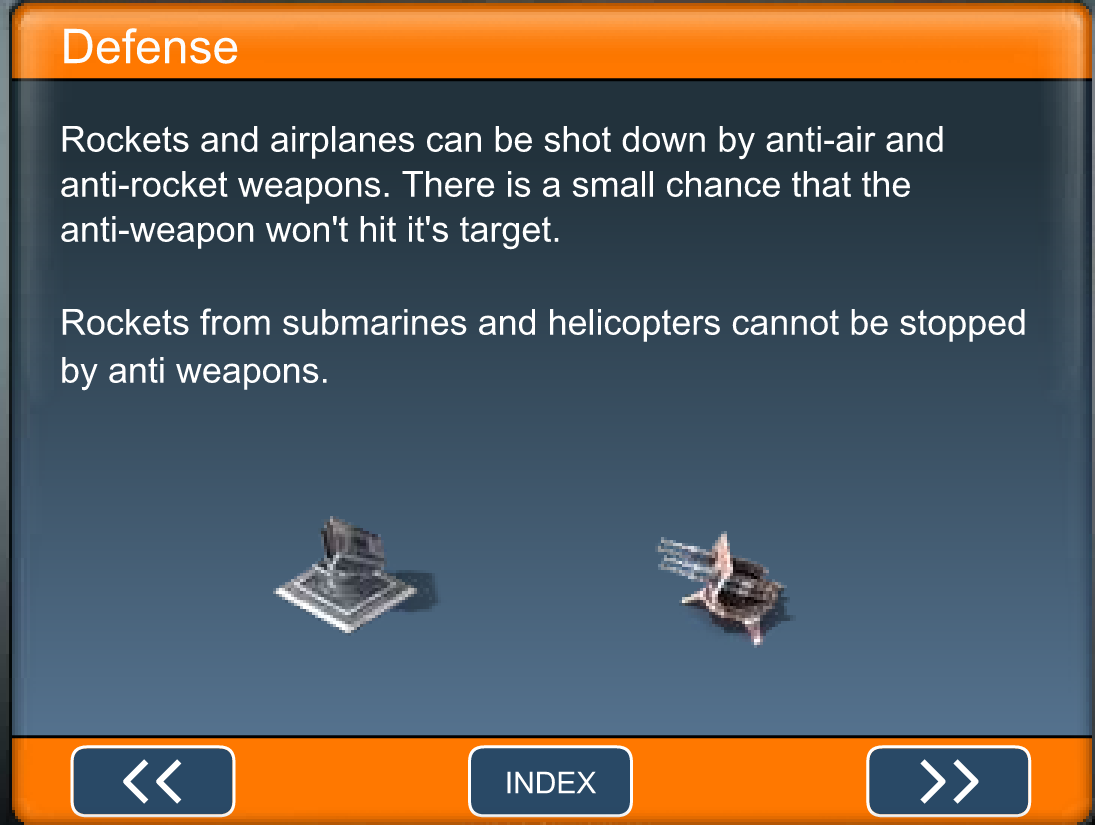 Defense
Rockets and airplanes can be shot down by anti-air and
anti-rocket weapons. There is a small chance that the
anti-weapon won't hit it's target.
Rockets from submarines and helicopters cannot be stopped
by anti weapons.
INDEX